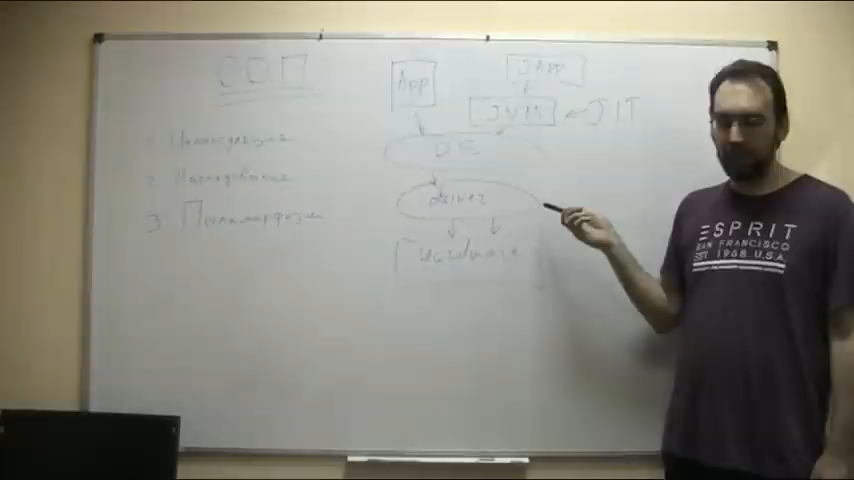 ООП
1. Инкапсуляция
2. Наследование
3. Полиморфизм
App
JApp
JVM
JIT
OS
driver
Hardware
ESPRIT
SAN FRANCISCO
EST 1968 U.S.A